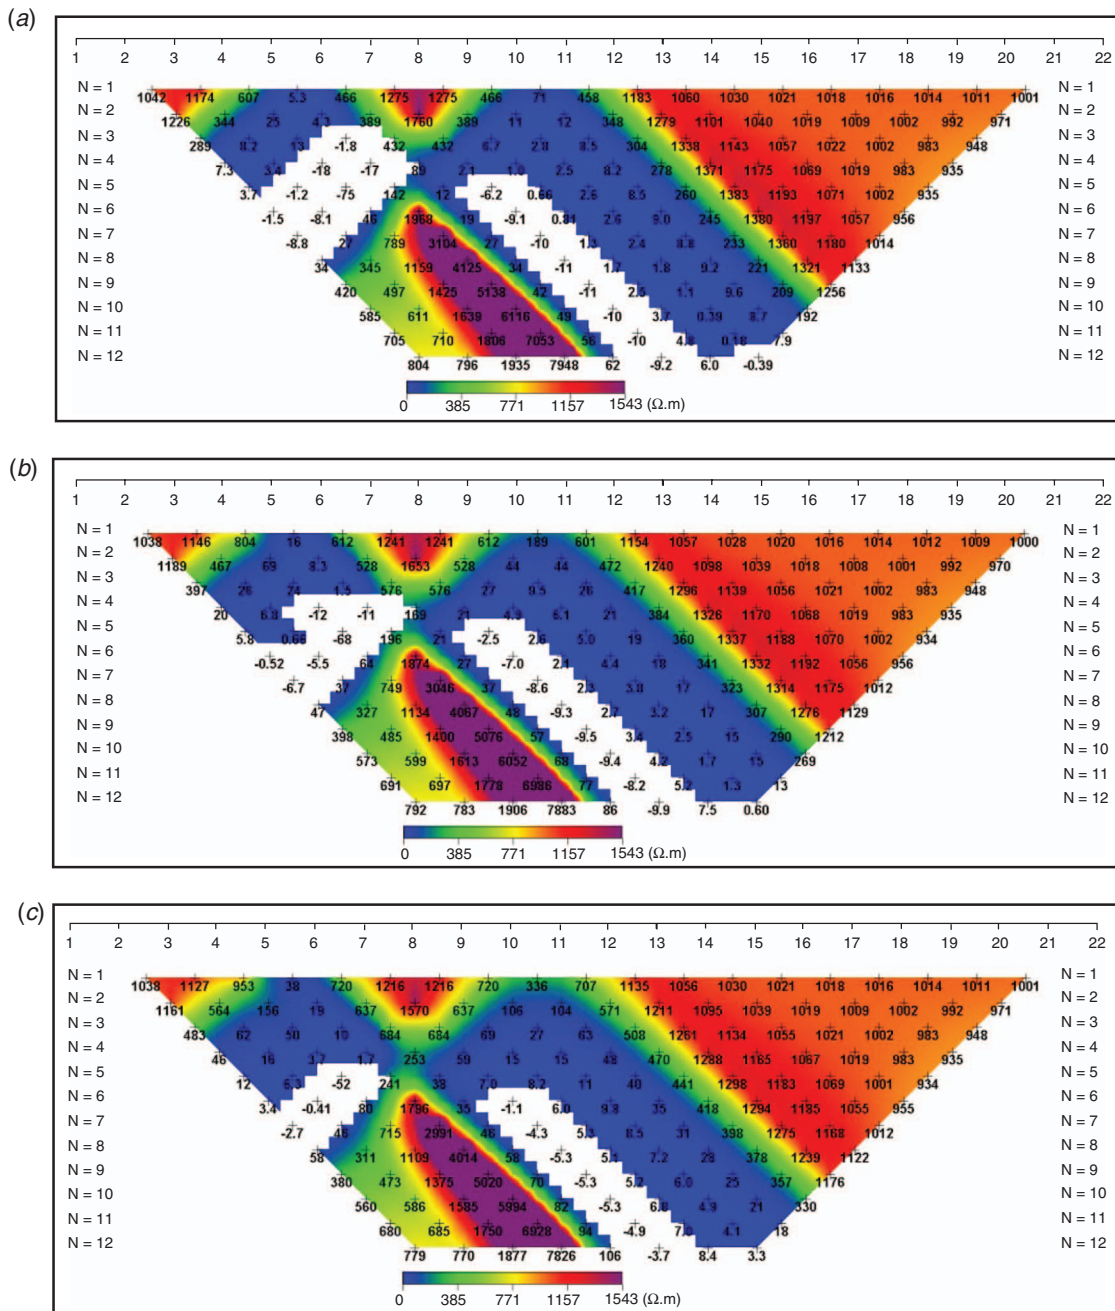 (a)
1 2 3 4 5 6 7 8 9 10 11 12 13 14 15 16 17 18 19 20 21 22
N = 1 1042 1174 607 5.3 466 1275 1275 466 71 458 1183 1060 1030 1021 1018 1016 1014 1011 1001 N = 1
N = 2 1226 344 25 4.3 389 1760 389 11 12 348 1279 1101 1040 1019 1009 1002 992 971 N = 2
N = 3 289 8.2 13 -1.8 432 432 6.7 2.8 8.5 304 1338 1143 1057 1022 1002 983 948 N = 3
N = 4 7.3 3.4 -18 -17 89 2.1 1.0 2.5 8.2 278 1371 1175 1069 1019 983 935 N = 4
N = 5 3.7 -1.2 -75 142 12 -6.2 0.66 2.6 8.5 260 1383 1193 1071 1002 935 N = 5
N = 6 -1.5 -8.1 46 1968 19 -9.1 0.81 2.6 9.0 245 1380 1197 1057 956 N = 6
N = 7 -8.8 27 789 3104 27 -10 1.3 2.4 8.8 233 1360 1180 1014 N = 7
N = 8 34 345 1159 4125 34 -11 1.7 1.8 9.2 221 1321 1133 N = 8
N = 9 420 497 1425 5138 42 -11 2.5 1.1 9.6 209 1256 N = 9
N = 10 585 611 1639 6116 49 -10 3.7 0.39 8.7 192 N = 10
N = 11 705 710 1806 7053 56 -10 4.8 0.18 7.9 N = 11
N = 12 804 796 1935 7948 62 -9.2 6.0 -0.39 N = 12
0 385 771 1157 1543 (Ω.m)
(b)
1 2 3 4 5 6 7 8 9 10 11 12 13 14 15 16 17 18 19 20 21 22
N = 1 1038 1146 804 16 612 1241 1241 612 189 601 1154 1057 1028 1020 1016 1014 1012 1009 1000 N = 1
N = 2 1189 467 69 8.3 528 1653 528 44 44 472 1240 1098 1039 1018 1008 1001 992 970 N = 2
N = 3 397 26 24 1.5 576 576 27 9.5 26 417 1296 1139 1056 1021 1002 983 948 N = 3
N = 4 20 6.8 -12 -11 169 21 4.9 6.1 21 384 1326 1170 1068 1019 983 935 N = 4
N = 5 5.8 0.66 -68 196 21 -2.5 2.6 5.0 19 360 1337 1188 1070 1002 934 N = 5
N = 6 -0.52 -5.5 64 1874 27 -7.0 2.1 4.4 18 341 1332 1192 1056 956 N = 6
N = 7 -6.7 37 749 3046 37 -8.6 2.3 3.8 17 323 1314 1175 1012 N = 7
N = 8 47 327 1134 4067 48 -9.3 2.7 3.2 17 307 1276 1129 N = 8
N = 9 398 485 1400 5076 57 -9.5 3.4 2.5 15 290 1212 N = 9
N = 10 573 599 1613 6052 68 -9.4 4.2 1.7 15 269 N = 10
N = 11 691 697 1778 6986 77 -8.2 5.2 1.3 13 N = 11
N = 12 792 783 1906 7883 86 -9.9 7.5 0.60 N = 12
0 385 771 1157 1543 (Ω.m)
(c)
1 2 3 4 5 6 7 8 9 10 11 12 13 14 15 16 17 18 19 20 21 22
N = 1 1038 1127 953 38 720 1216 1216 720 336 707 1135 1056 1030 1019 1016 1014 1012 1011 1001 N = 1
N = 2 1161 564 156 19 637 1570 637 106 104 571 1211 1095 1039 1018 1008 1002 992 971 N = 2
N = 3 483 62 50 10 684 684 69 27 63 508 1261 1134 1055 1021 1002 983 948 N = 3
N = 4 46 16 3.7 1.7 253 59 15 15 48 470 1288 1165 1067 1019 983 935 N = 4
N = 5 12 6.3 -52 241 38 7.0 8.2 11 40 441 1298 1183 1069 1001 934 N = 5
N = 6 3.4 -0.41 80 1796 35 -1.1 6.0 9.8 35 418 1294 1185 1055 955 N = 6
N = 7 -2.7 46 715 2991 46 -4.3 5.3 8.5 31 398 1275 1168 1012 N = 7
N = 8 58 311 1109 4014 58 -5.3 5.1 7.2 28 378 1239 1122 N = 8
N = 9 380 473 1375 5020 70 -5.3 5.2 6.0 25 357 1176 N = 9
N = 10 560 586 1585 5994 82 -5.3 6.8 4.9 21 330 N = 10
N = 11 680 685 1750 6928 94 -4.9 7.0 4.1 18 N = 11
N = 12 779 770 1877 7826 106 -3.7 8.4 3.3 N = 12
0 385 771 1157 1543 (Ω.m)